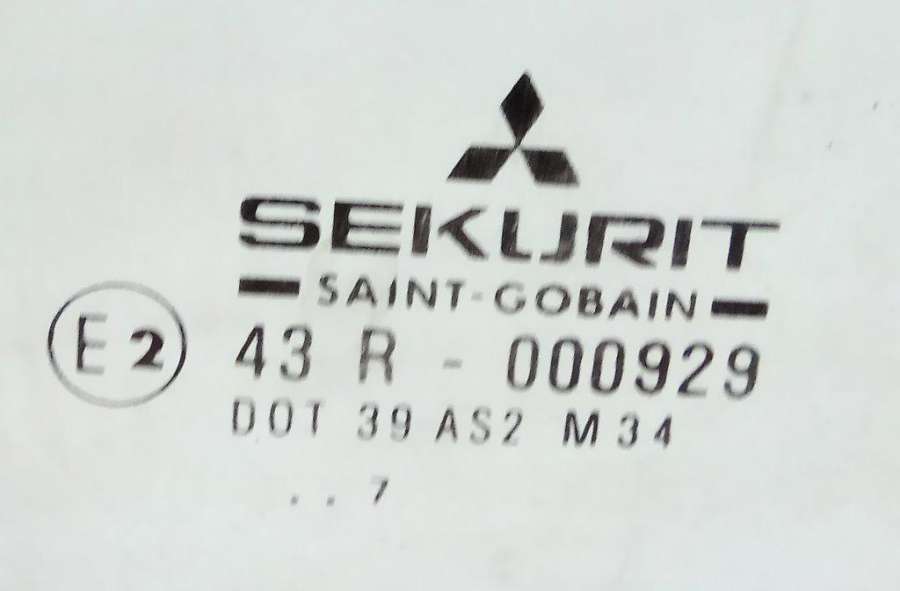 SEKURIT
SAINT-GOBAIN
E2 43 R - 000929
DOT 39 AS2 M34
. . 7